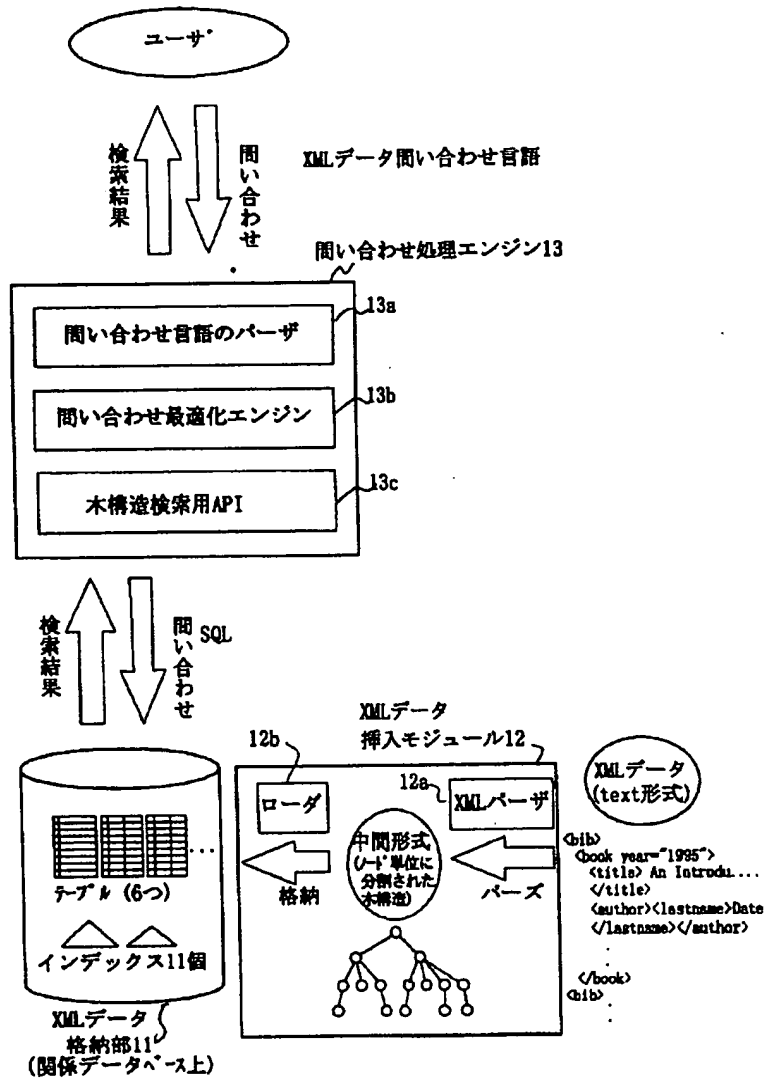 ユーザ
検索結果
問い合わせ
XMLデータ問い合わせ言語
問い合わせ処理エンジン13
13a
問い合わせ言語のパーザ
13b
問い合わせ最適化エンジン
13c
木構造検索用API
検索結果
問い合わせ
SQL
XMLデータ
挿入モジュール12
12b
ローダ
12a
XMLパーザ
XMLデータ
(text形式)
中間形式
(ノード単位に
分割された
木構造)
格納
パーズ
<bib>
<book year="1995">
<title> An Introdu....
</title>
<author><lastname>Date
</lastname></author>
.
.
</book>
<bib>
.
.
テーブル (6つ)
...
インデックス11個
XMLデータ
格納部11
(関係データベース上)